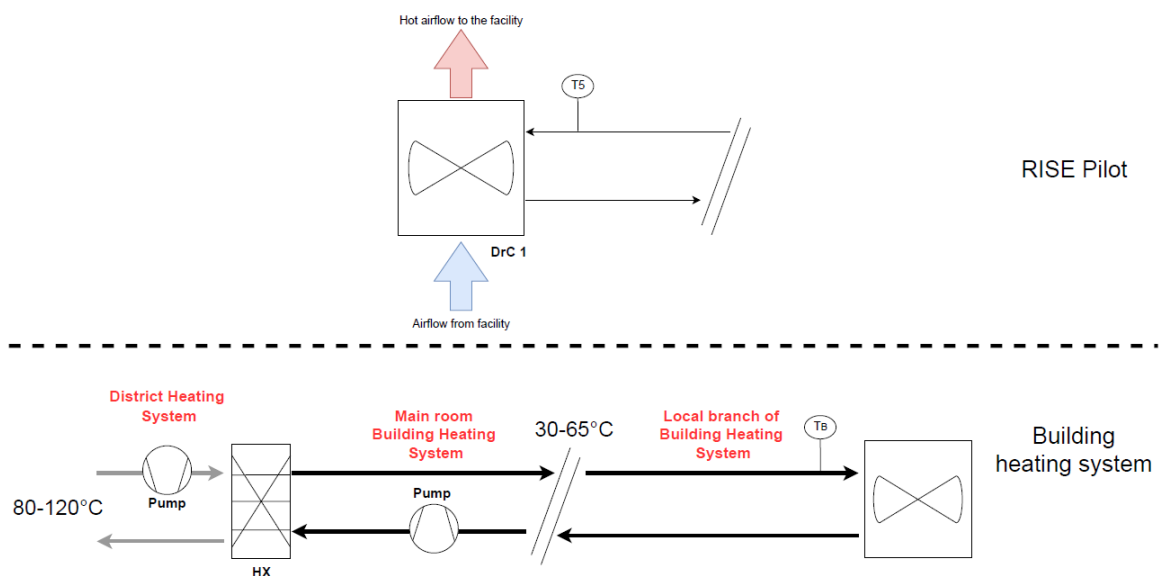 Hot airflow to the facility
T5
RISE Pilot
DrC 1
Airflow from facility
District Heating
System
Main room
Building Heating
System
30-65°C
Local branch of
Building Heating
System
TB
Building
heating system
Pump
Pump
80-120°C
HX